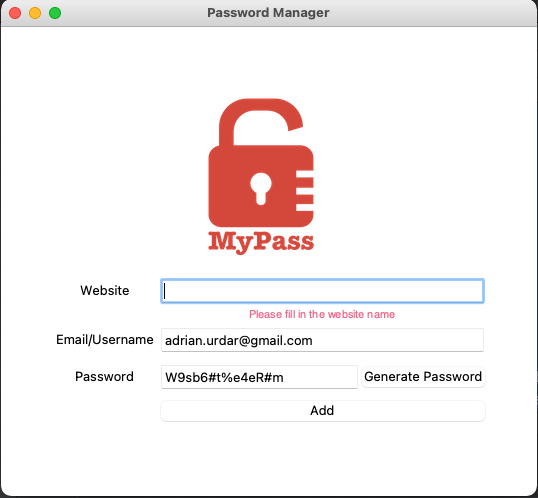 Password Manager
MyPass
Website
Please fill in the website name
Email/Username adrian.urdar@gmail.com
Password W9sb6#t%e4eR#m Generate Password
Add